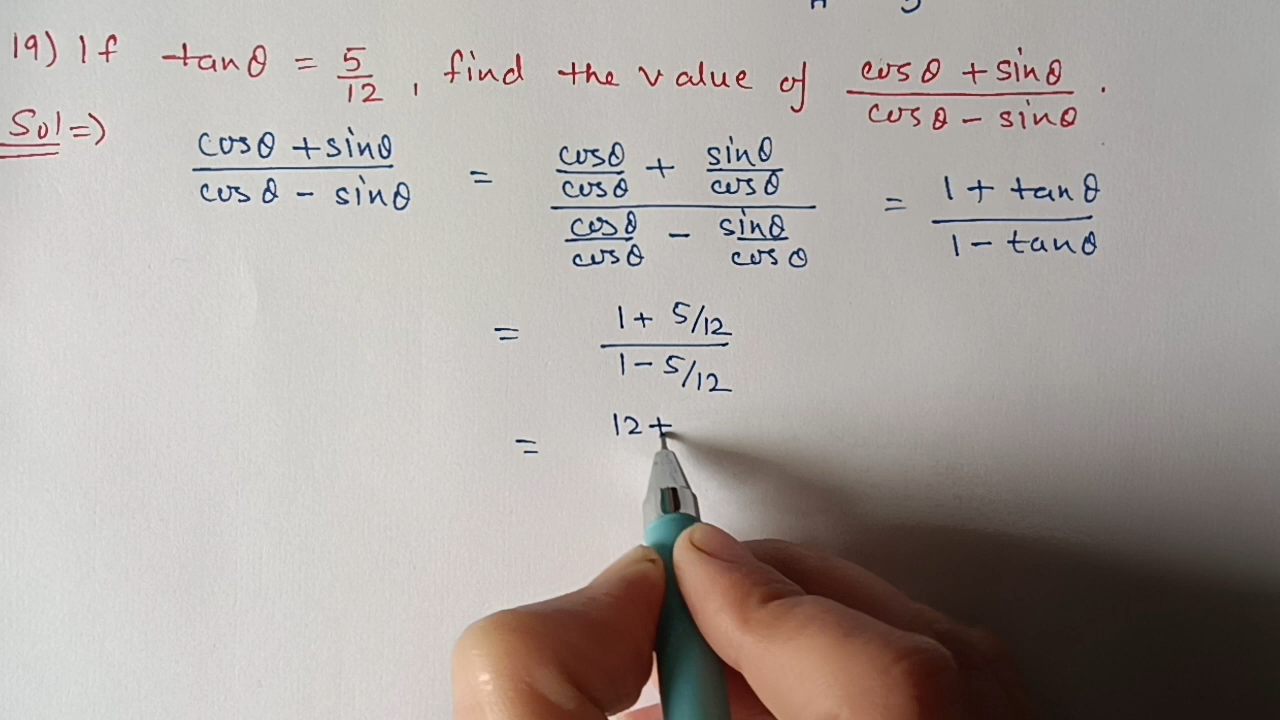 19) If tanθ = 5/12, find the value of (cosθ + sinθ)/(cosθ - sinθ).
Sol=) (cosθ + sinθ)/(cosθ - sinθ) = (cosθ/cosθ + sinθ/cosθ)/(cosθ/cosθ - sinθ/cosθ) = (1 + tanθ)/(1 - tanθ)
= (1 + 5/12)/(1 - 5/12)
= 12 +